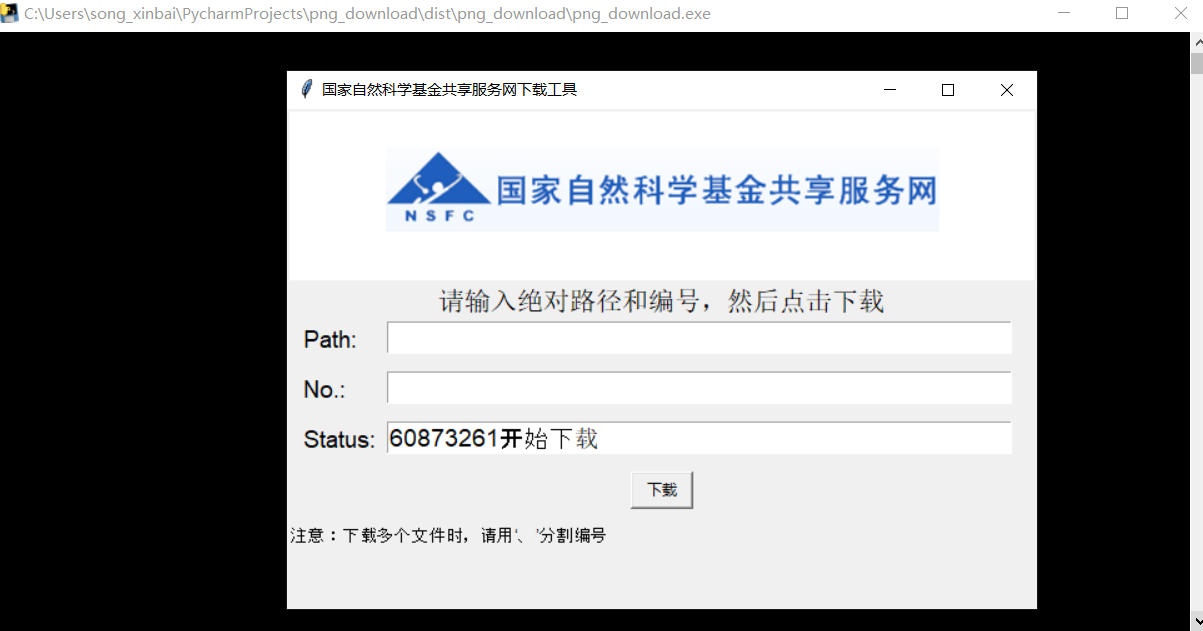 C:\Users\song_xinbai\PycharmProjects\png_download\dist\png_download\png_download.exe
国家自然科学基金共享服务网下载工具
国家自然科学基金共享服务网
NSFC
请输入绝对路径和编号，然后点击下载
Path:
No.:
Status: 60873261开始下载
下载
注意：下载多个文件时，请用‘、’分割编号